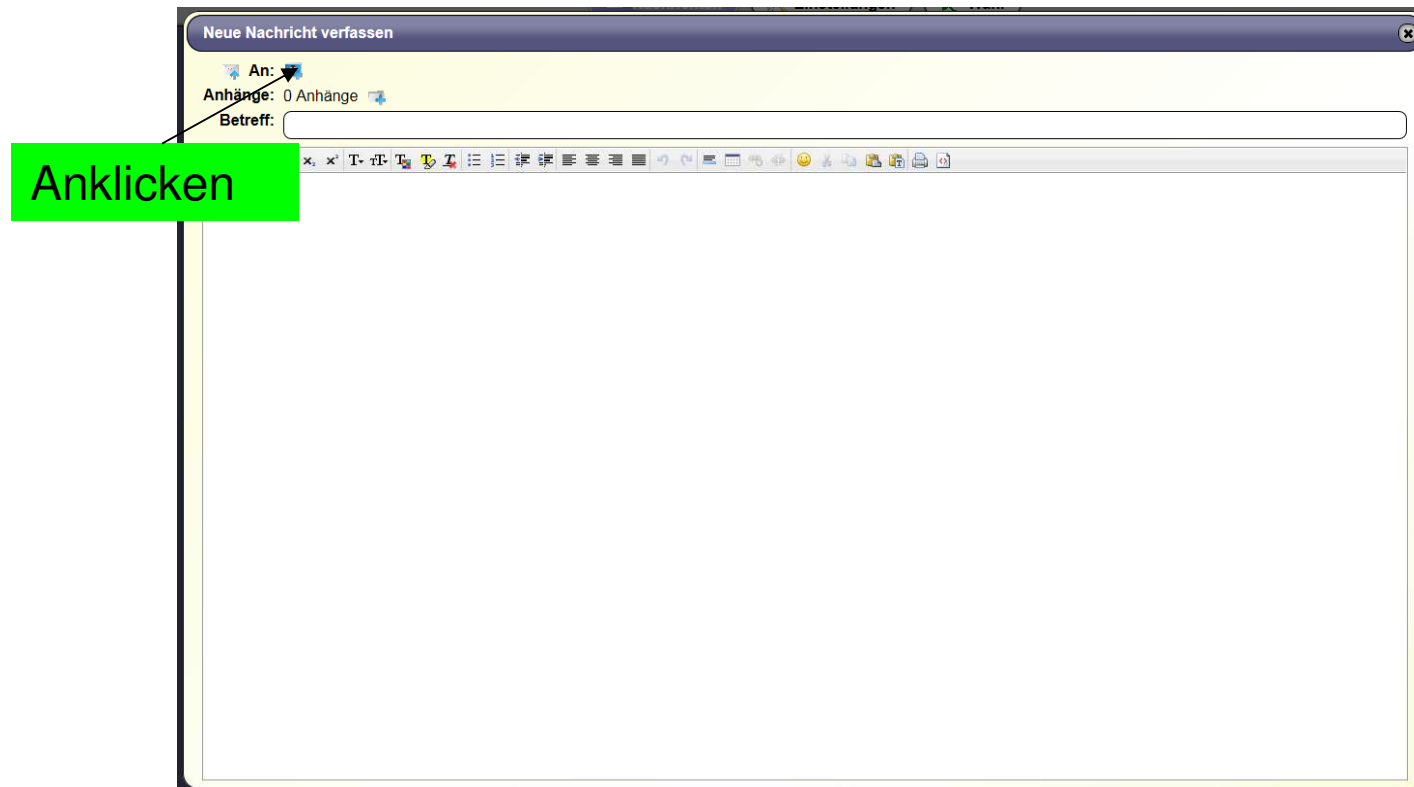 Neue Nachricht verfassen
An:
Anhänge: 0 Anhänge
Betreff:
Anklicken